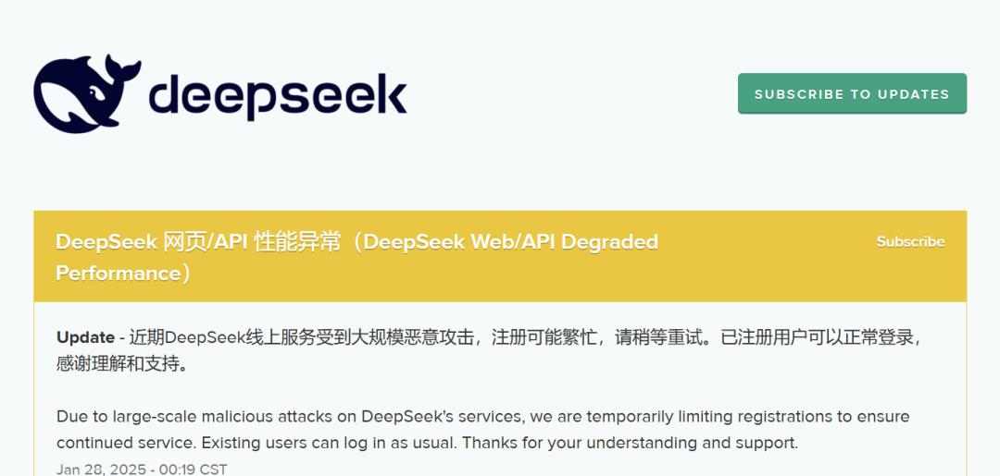 deepseek
SUBSCRIBE TO UPDATES
DeepSeek 网页/API 性能异常（DeepSeek Web/API Degraded
Performance）
Subscribe
Update - 近期DeepSeek线上服务受到大规模恶意攻击，注册可能繁忙，请稍等重试。已注册用户可以正常登录，
感谢理解和支持。
Due to large-scale malicious attacks on DeepSeek's services, we are temporarily limiting registrations to ensure
continued service. Existing users can log in as usual. Thanks for your understanding and support.
Jan 28, 2025 - 00:19 CST